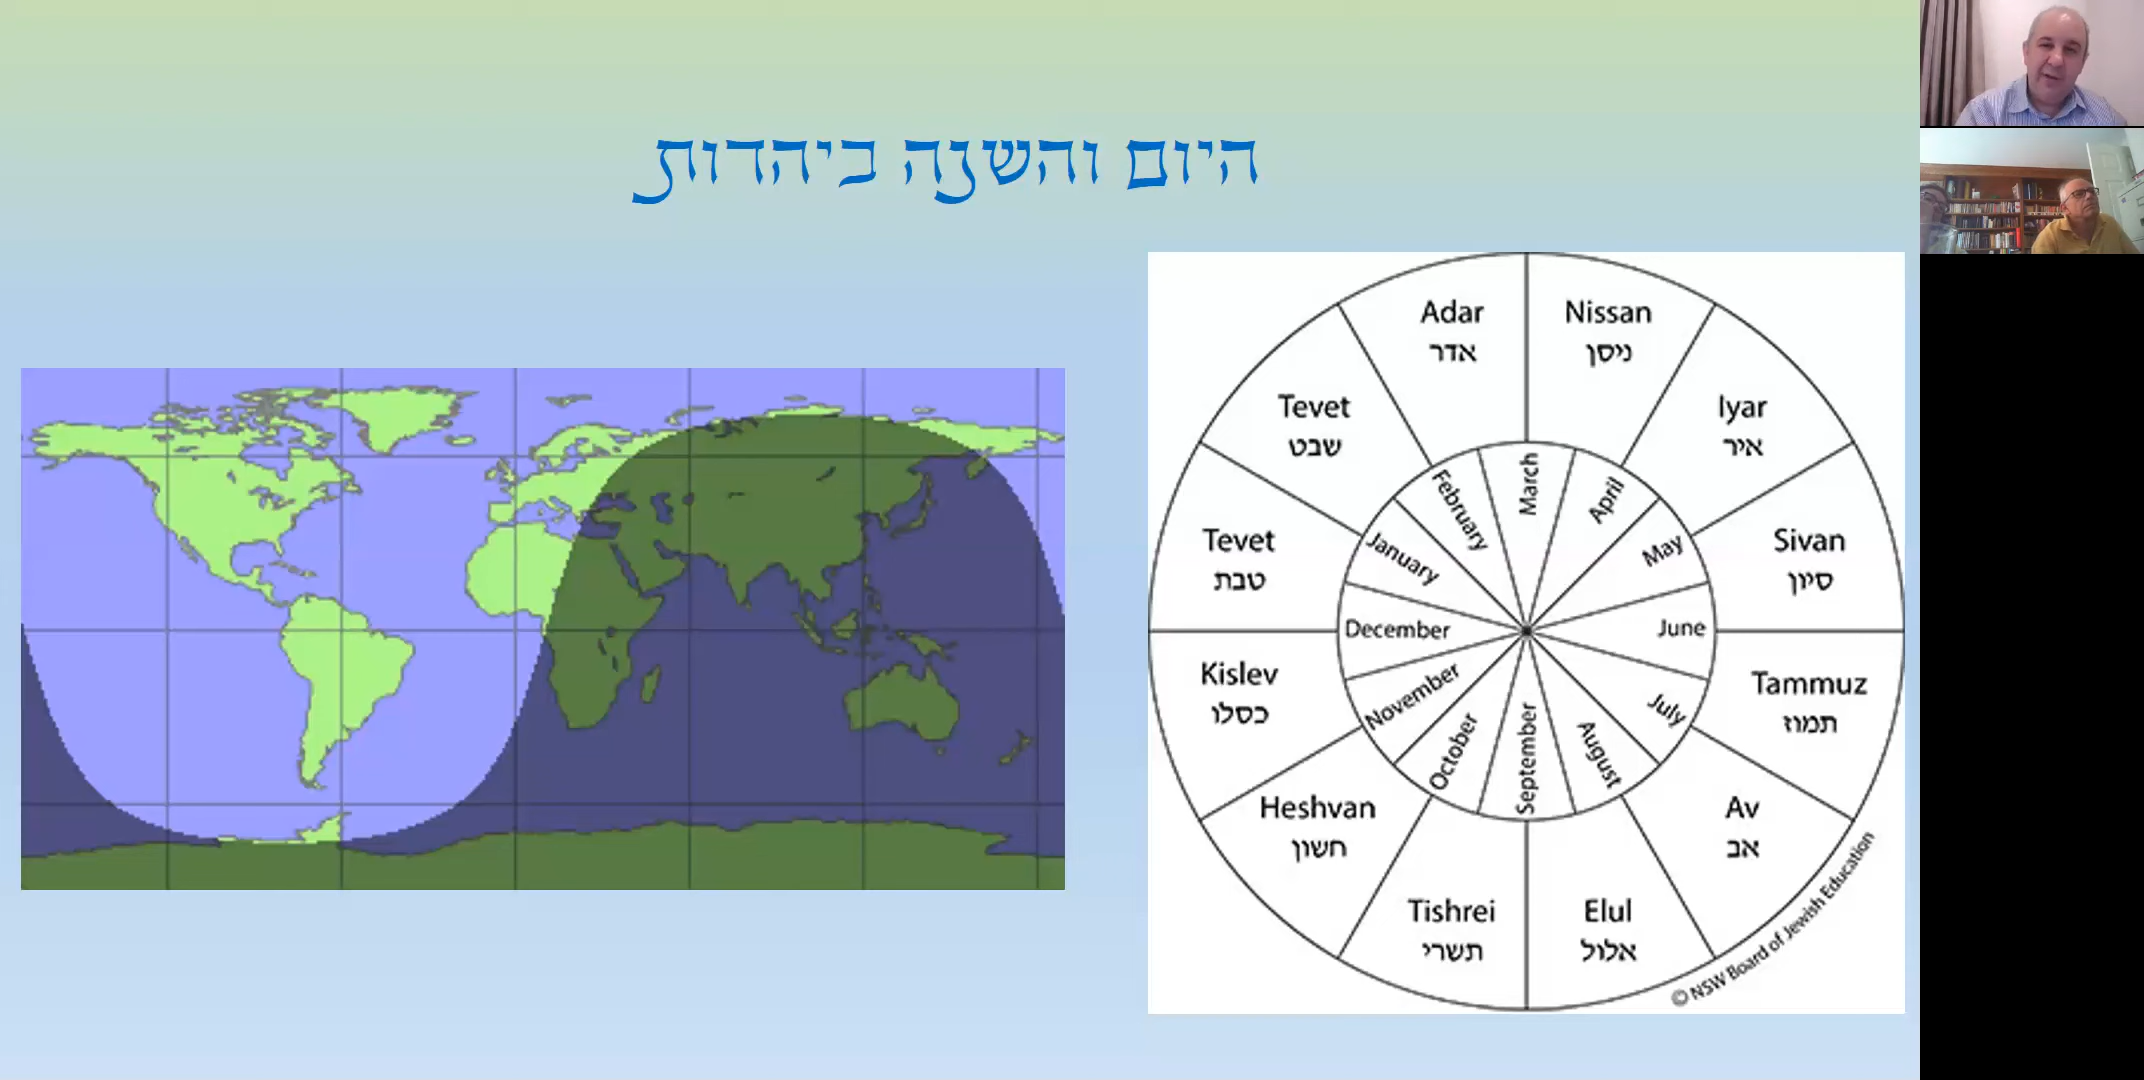 היום והשנה ביהדות
Adar
אדר
Nissan
ניסן
Iyar
אייר
Sivan
סיון
Tammuz
תמוז
Av
אב
Elul
אלול
Tishrei
תשרי
Heshvan
חשון
Kislev
כסלו
Tevet
טבת
Tevet
שבט
January
February
March
April
May
June
July
August
September
October
November
December
© NSW Board of Jewish Education